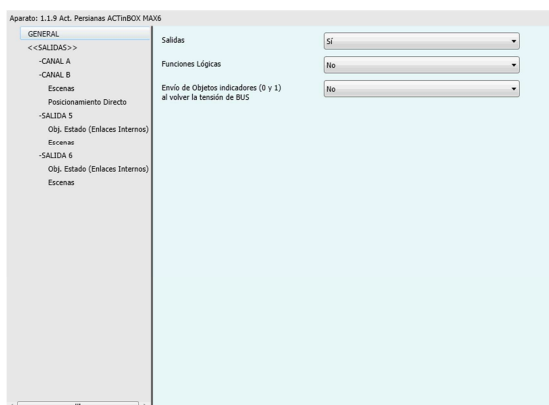 Aparato: 1.1.9 Act. Persianas ACTinBOX MAX6
GENERAL
<<SALIDAS>>
-CANAL A
-CANAL B
Escenas
Posicionamiento Directo
-SALIDA 5
Obj. Estado (Enlaces Internos)
Escenas
-SALIDA 6
Obj. Estado (Enlaces Internos)
Escenas
Salidas
Sí
Funciones Lógicas
No
Envío de Objetos indicadores (0 y 1)
al volver la tensión de BUS
No